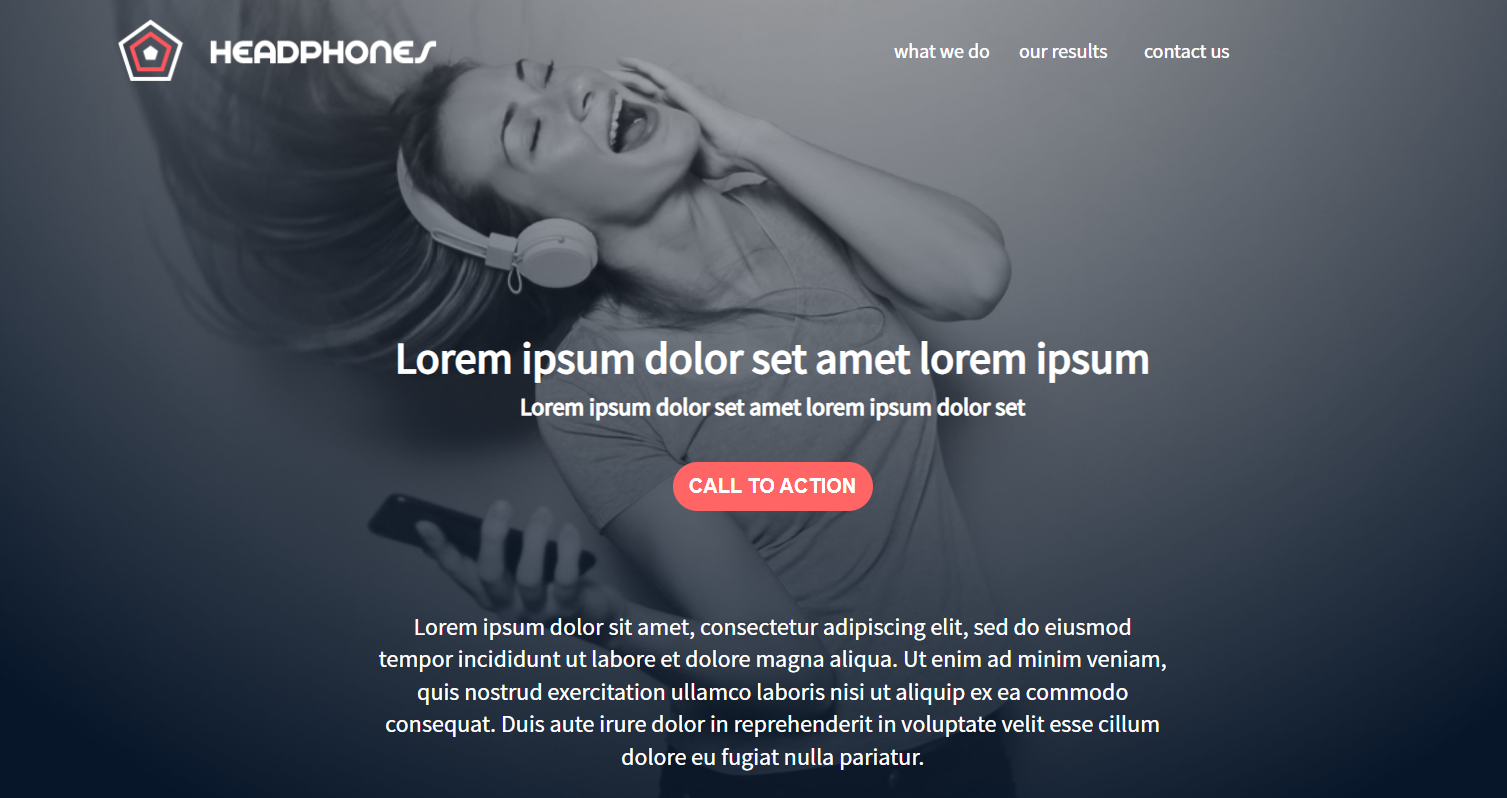 HEADPHONES
what we do our results contact us
Lorem ipsum dolor set amet lorem ipsum
Lorem ipsum dolor set amet lorem ipsum dolor set
CALL TO ACTION
Lorem ipsum dolor sit amet, consectetur adipiscing elit, sed do eiusmod
tempor incididunt ut labore et dolore magna aliqua. Ut enim ad minim veniam,
quis nostrud exercitation ullamco laboris nisi ut aliquip ex ea commodo
consequat. Duis aute irure dolor in reprehenderit in voluptate velit esse cillum
dolore eu fugiat nulla pariatur.